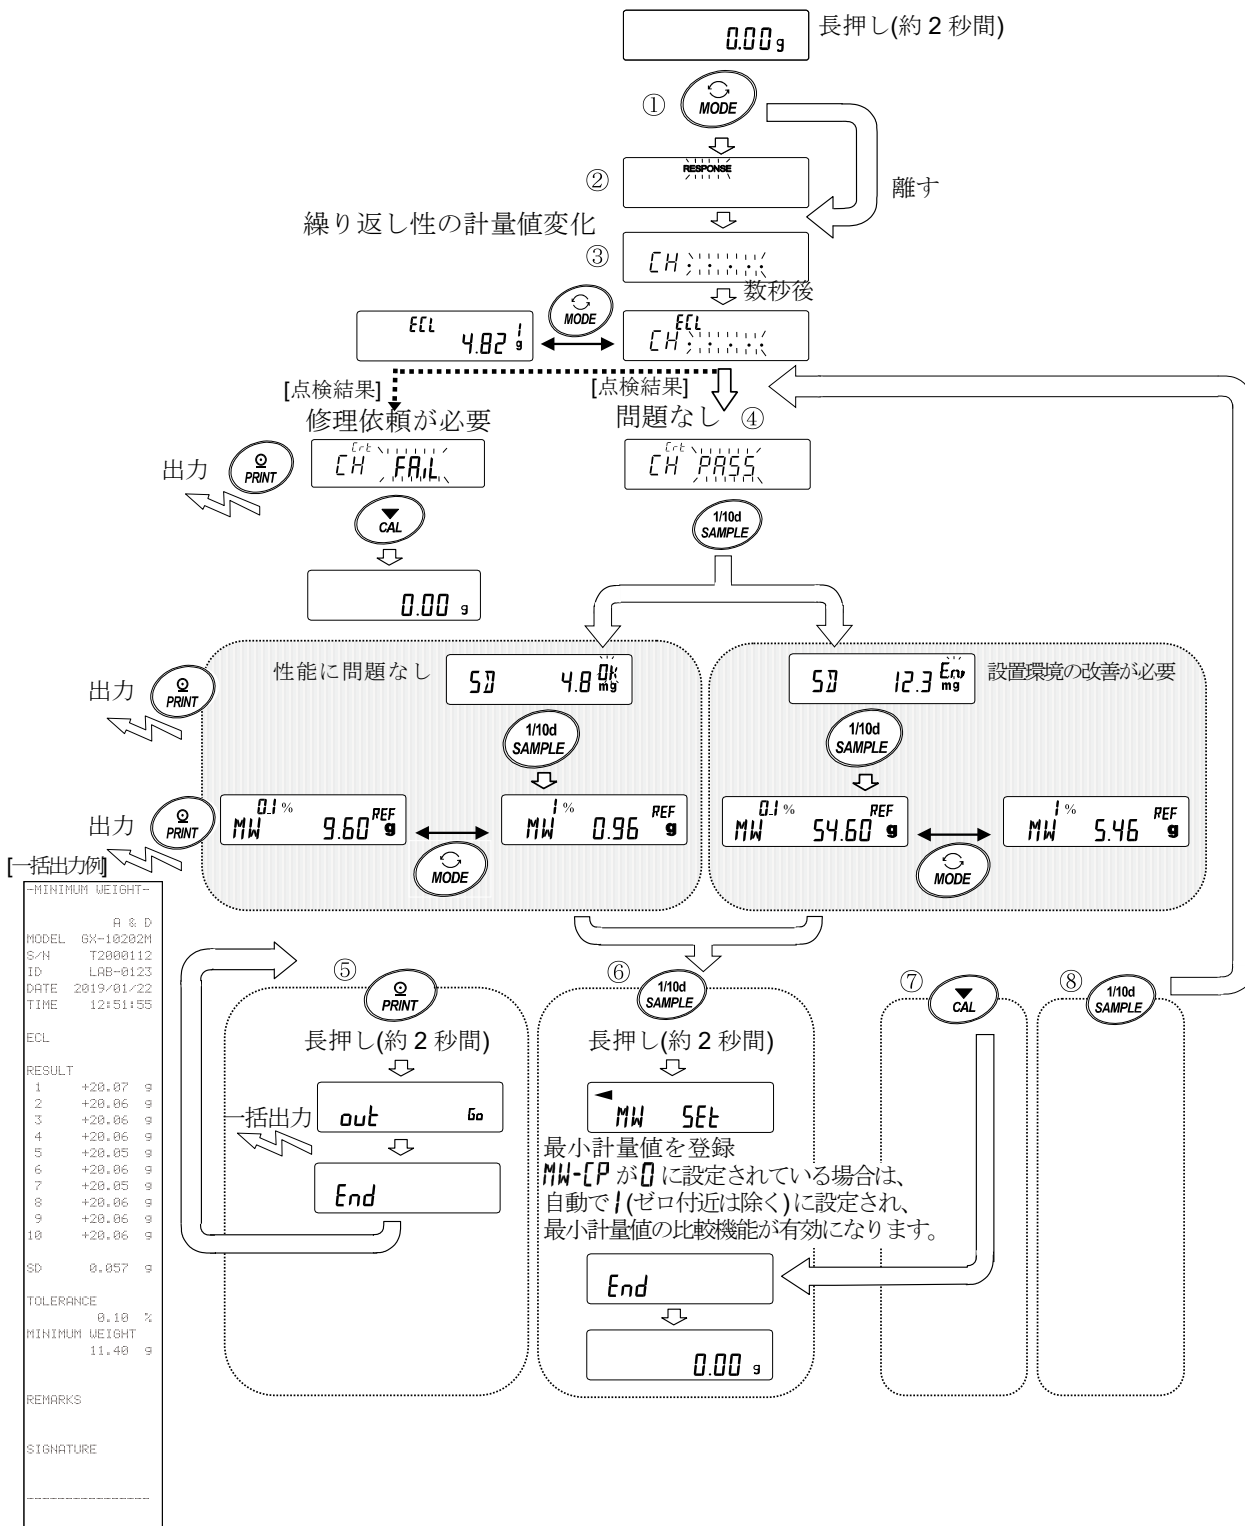 0.00 g
長押し(約 2 秒間)
①
MODE
②
RESPONSE
離す
繰り返し性の計量値変化
③
CH
数秒後
ECL
4.82 g
1
MODE
ECL
CH
[点検結果]
修理依頼が必要
[点検結果]
問題なし ④
出力
PRINT
Crt
CH FAiL
Crt
CH PASS
CAL
1/10d
SAMPLE
0.00 g
出力
PRINT
性能に問題なし
SD 4.8 mg
OK
SD 12.3 mg
Env
設置環境の改善が必要
1/10d
SAMPLE
1/10d
SAMPLE
出力
PRINT
0.1 %
MW 9.60 g
REF
1 %
MW 0.96 g
REF
MODE
0.1 %
MW 54.60 g
REF
1 %
MW 5.46 g
REF
MODE
[一括出力例]
-MINIMUM WEIGHT-
A & D
MODEL GX-10202M
S/N T2000112
ID LAB-0123
DATE 2019/01/22
TIME 12:51:55
ECL
RESULT
1 +20.07 g
2 +20.06 g
3 +20.06 g
4 +20.06 g
5 +20.05 g
6 +20.06 g
7 +20.05 g
8 +20.06 g
9 +20.06 g
10 +20.06 g
SD 0.057 g
TOLERANCE
0.10 %
MINIMUM WEIGHT
11.40 g
REMARKS
SIGNATURE
----------------
⑤
PRINT
長押し(約 2 秒間)
out Go
一括出力
End
⑥
1/10d
SAMPLE
長押し(約 2 秒間)
MW SEt
最小計量値を登録
MW-CP が 0 に設定されている場合は、
自動で 1 (ゼロ付近は除く)に設定され、
最小計量値の比較機能が有効になります。
End
0.00 g
⑦
CAL
⑧
1/10d
SAMPLE